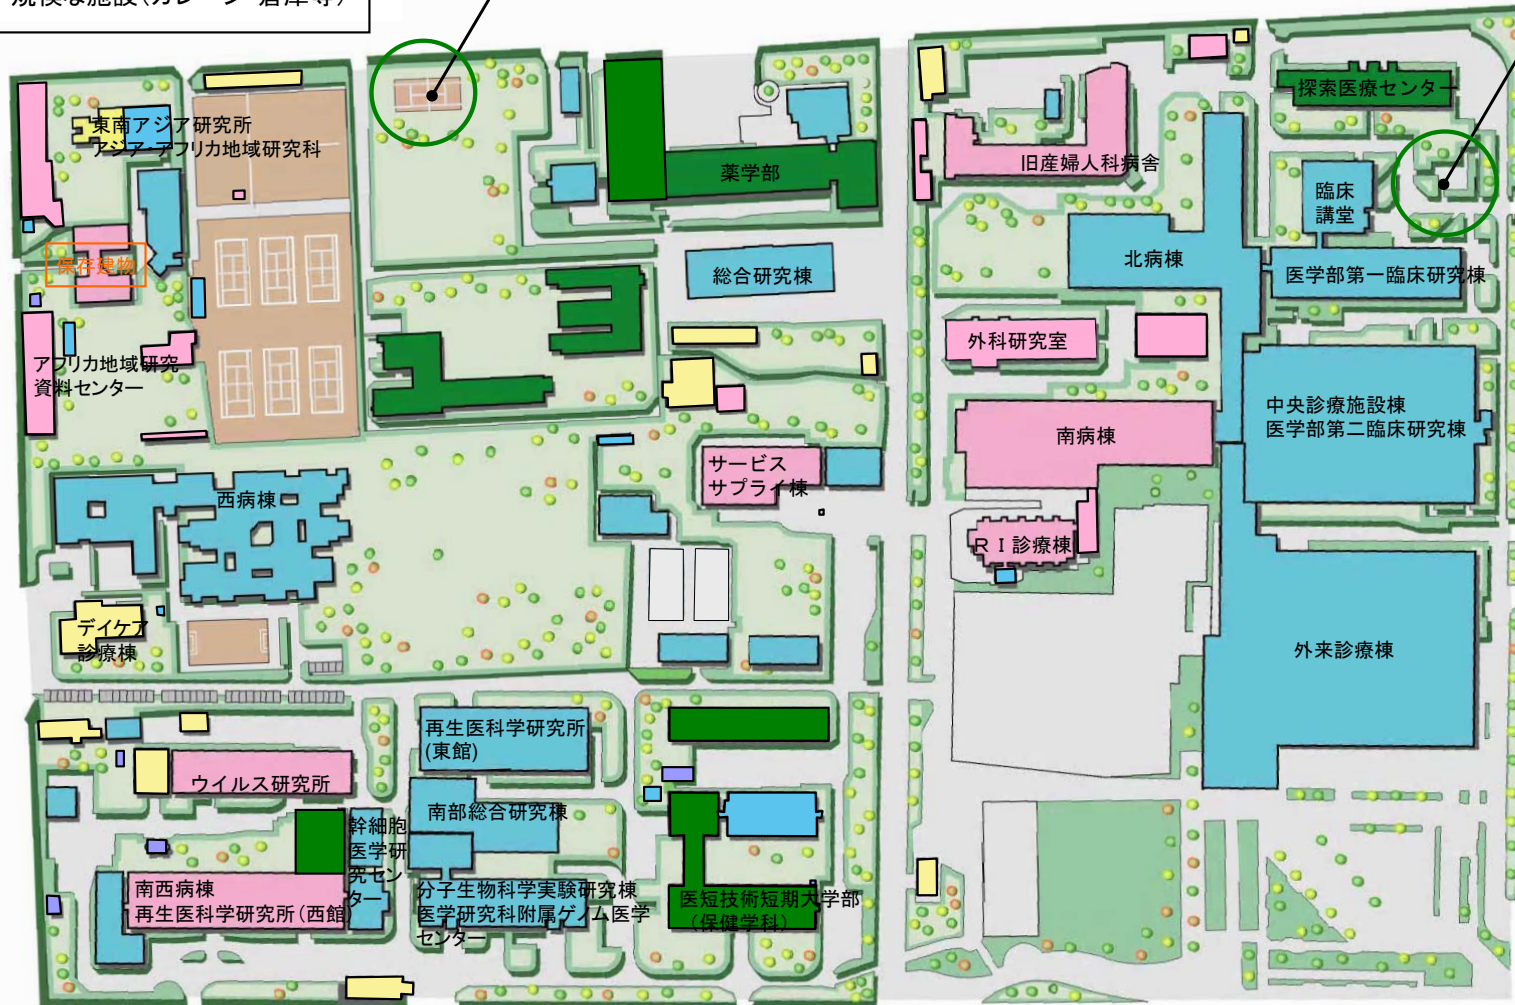 規模な施設（ガレージ・倉庫等）
東南アジア研究所
アジア・アフリカ地域研究科
保存建物
アフリカ地域研究
資料センター
西病棟
デイケア
診療棟
薬学部
総合研究棟
サービス
サプライ棟
旧産婦人科病舎
探索医療センター
臨床
講堂
北病棟
医学部第一臨床研究棟
外科研究室
南病棟
中央診療施設棟
医学部第二臨床研究棟
ＲＩ診療棟
外来診療棟
ウイルス研究所
再生医科学研究所
(東館)
南部総合研究棟
幹細胞
医学研
究セン
ター
南西病棟
再生医科学研究所（西館）
分子生物科学実験研究棟
医学研究科附属ゲノム医学
センター
医短技術短期大学部
（保健学科）